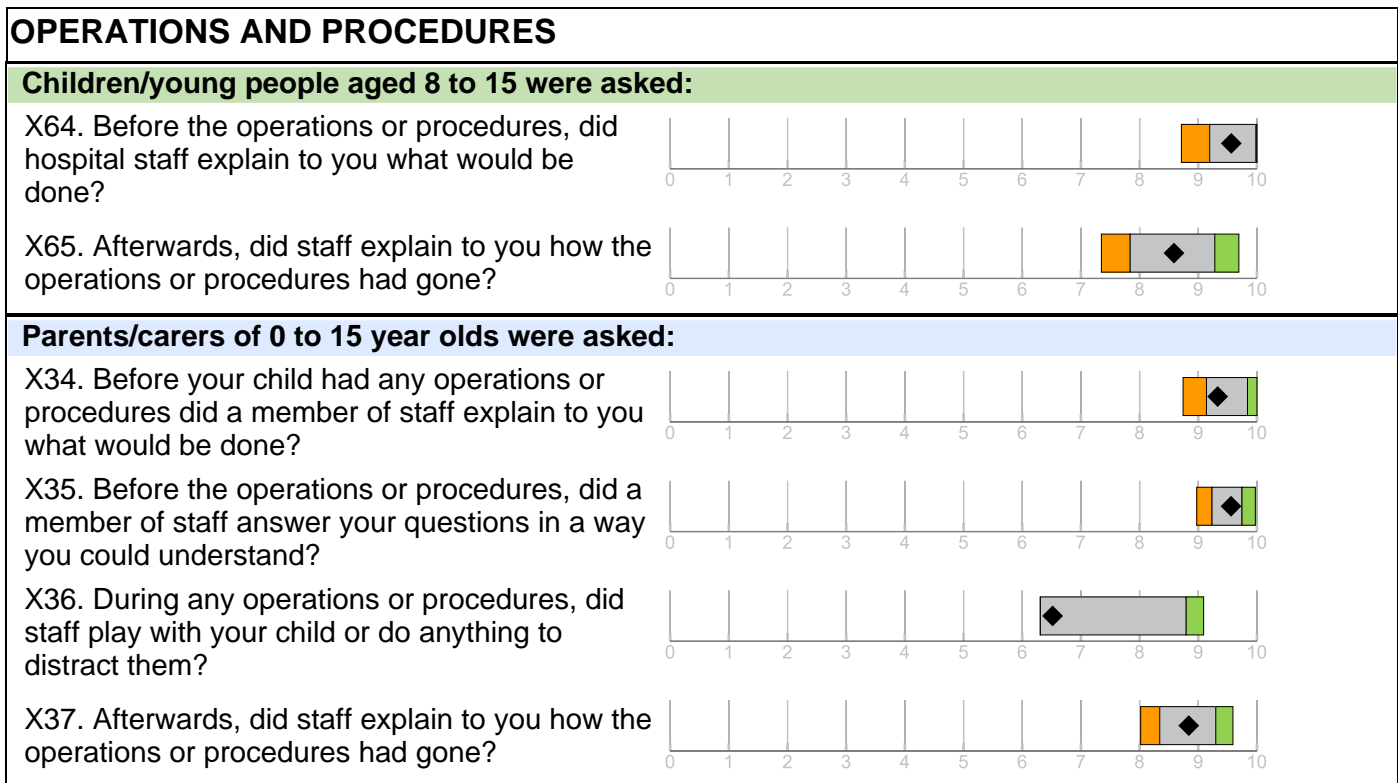 OPERATIONS AND PROCEDURES
Children/young people aged 8 to 15 were asked:
X64. Before the operations or procedures, did
hospital staff explain to you what would be
done?
0 1 2 3 4 5 6 7 8 9 10
X65. Afterwards, did staff explain to you how the
operations or procedures had gone?
0 1 2 3 4 5 6 7 8 9 10
Parents/carers of 0 to 15 year olds were asked:
X34. Before your child had any operations or
procedures did a member of staff explain to you
what would be done?
0 1 2 3 4 5 6 7 8 9 10
X35. Before the operations or procedures, did a
member of staff answer your questions in a way
you could understand?
0 1 2 3 4 5 6 7 8 9 10
X36. During any operations or procedures, did
staff play with your child or do anything to
distract them?
0 1 2 3 4 5 6 7 8 9 10
X37. Afterwards, did staff explain to you how the
operations or procedures had gone?
0 1 2 3 4 5 6 7 8 9 10